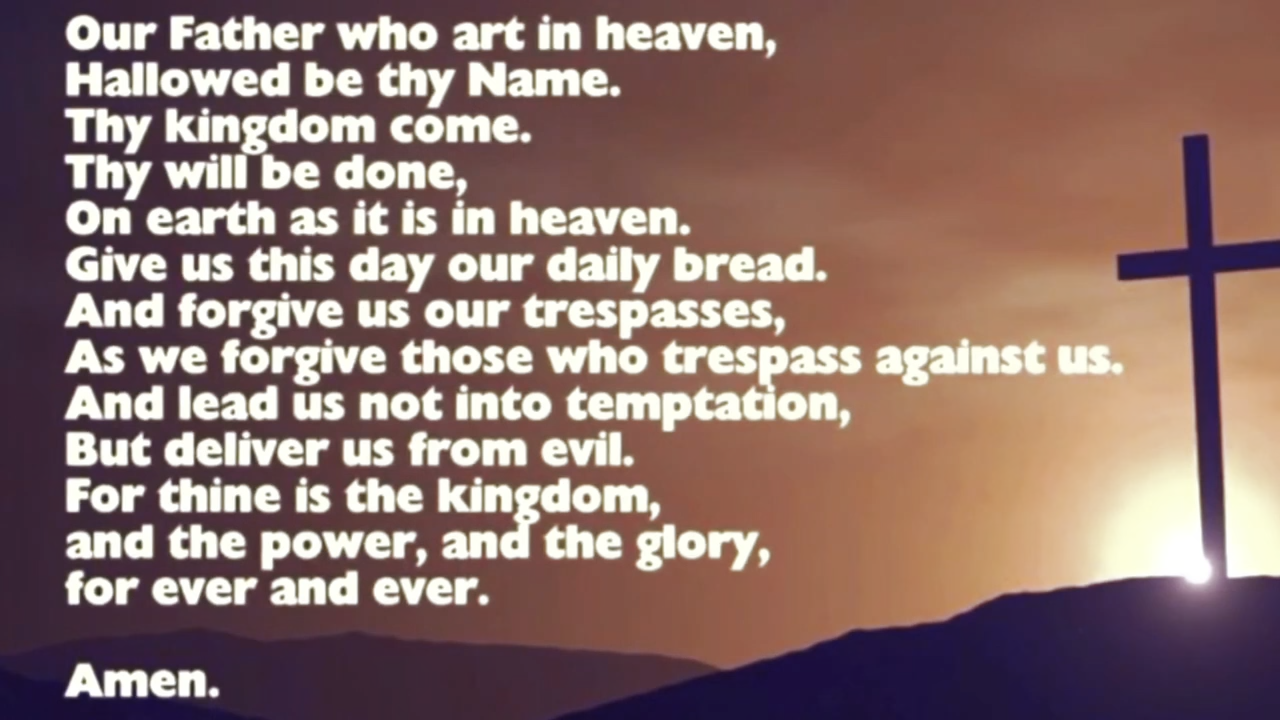 Our Father who art in heaven,
Hallowed be thy Name.
Thy kingdom come.
Thy will be done,
On earth as it is in heaven.
Give us this day our daily bread.
And forgive us our trespasses,
As we forgive those who trespass against us.
And lead us not into temptation,
But deliver us from evil.
For thine is the kingdom,
and the power, and the glory,
for ever and ever.
Amen.